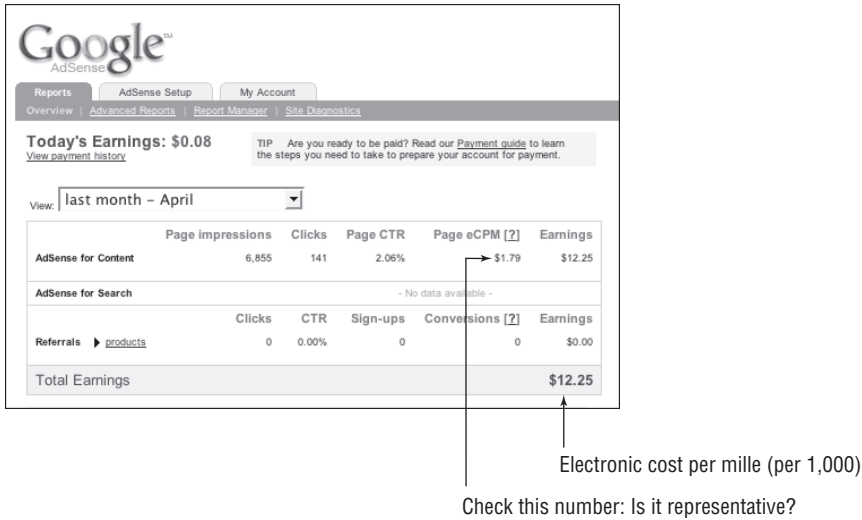 Google™
AdSense
Reports AdSense Setup My Account
Overview | Advanced Reports | Report Manager | Site Diagnostics
Today's Earnings: $0.08
View payment history
TIP Are you ready to be paid? Read our Payment guide to learn
the steps you need to take to prepare your account for payment.
View: last month – April
Page impressions Clicks Page CTR Page eCPM [?] Earnings
AdSense for Content 6,855 141 2.06% $1.79 $12.25
AdSense for Search - No data available -
Clicks CTR Sign-ups Conversions [?] Earnings
Referrals products 0 0.00% 0 0 $0.00
Total Earnings $12.25
Electronic cost per mille (per 1,000)
Check this number: Is it representative?